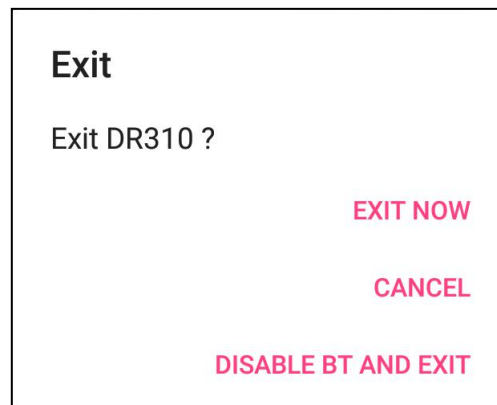 Exit
Exit DR310 ?
EXIT NOW
CANCEL
DISABLE BT AND EXIT